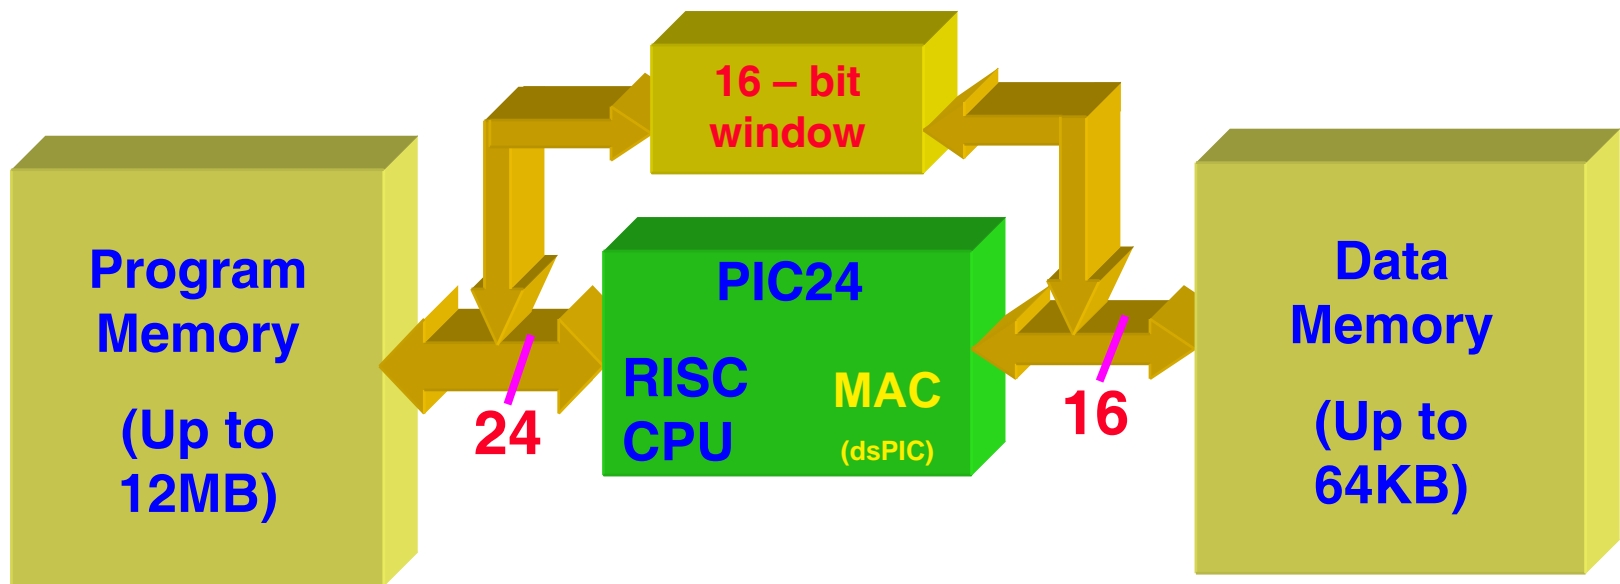 16 – bit
window
Program
Memory
(Up to
12MB)
24
PIC24
RISC
CPU
MAC
(dsPIC)
16
Data
Memory
(Up to
64KB)